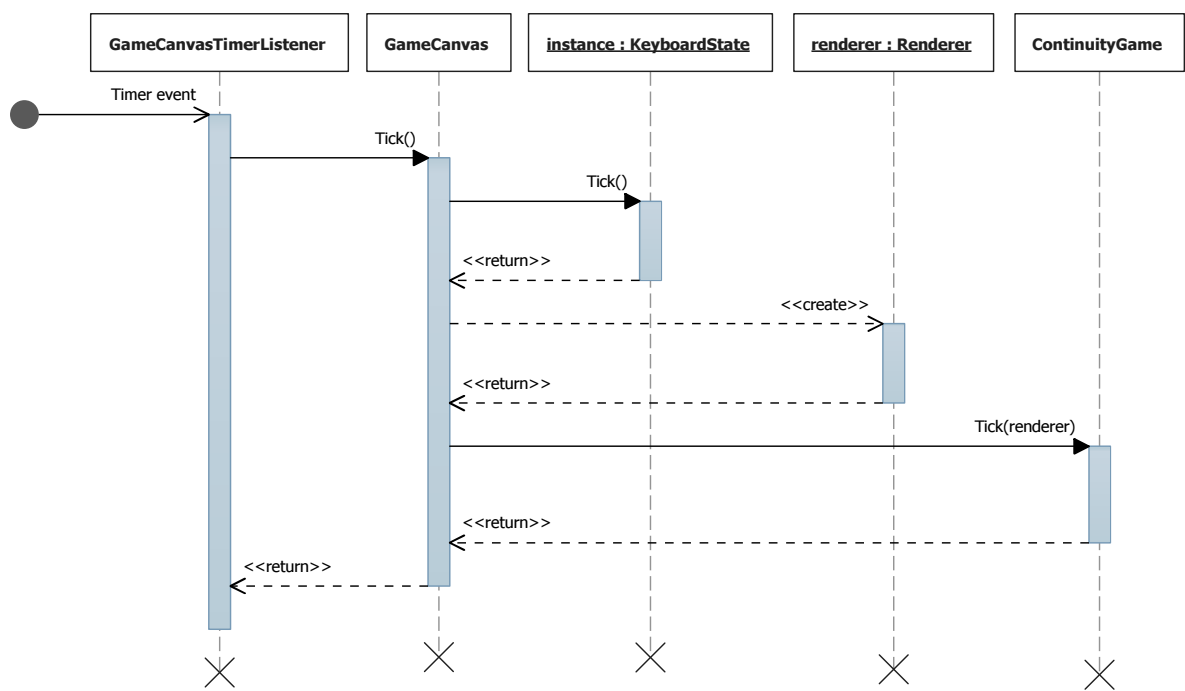 GameCanvasTimerListener
GameCanvas
instance : KeyboardState
renderer : Renderer
ContinuityGame
Timer event
Tick()
Tick()
<<return>>
<<create>>
<<return>>
Tick(renderer)
<<return>>
<<return>>